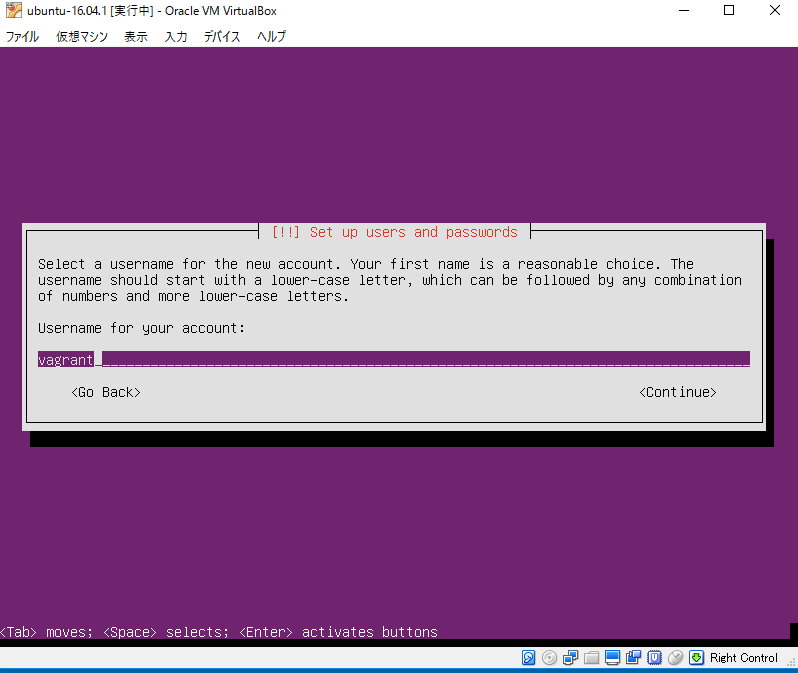 ubuntu-16.04.1 [実行中] - Oracle VM VirtualBox
ファイル 仮想マシン 表示 入力 デバイス ヘルプ
[!!] Set up users and passwords
Select a username for the new account. Your first name is a reasonable choice. The
username should start with a lower-case letter, which can be followed by any combination
of numbers and more lower-case letters.
Username for your account:
vagrant
<Go Back> <Continue>
<Tab> moves; <Space> selects; <Enter> activates buttons
Right Control